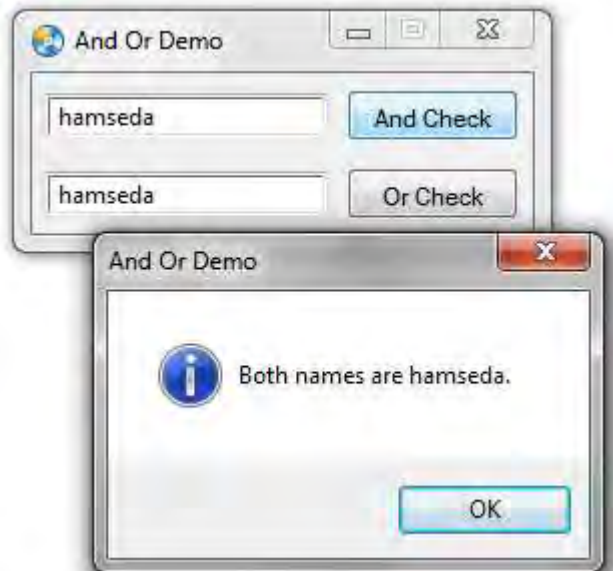 And Or Demo
hamseda
And Check
hamseda
Or Check
And Or Demo
Both names are hamseda.
OK